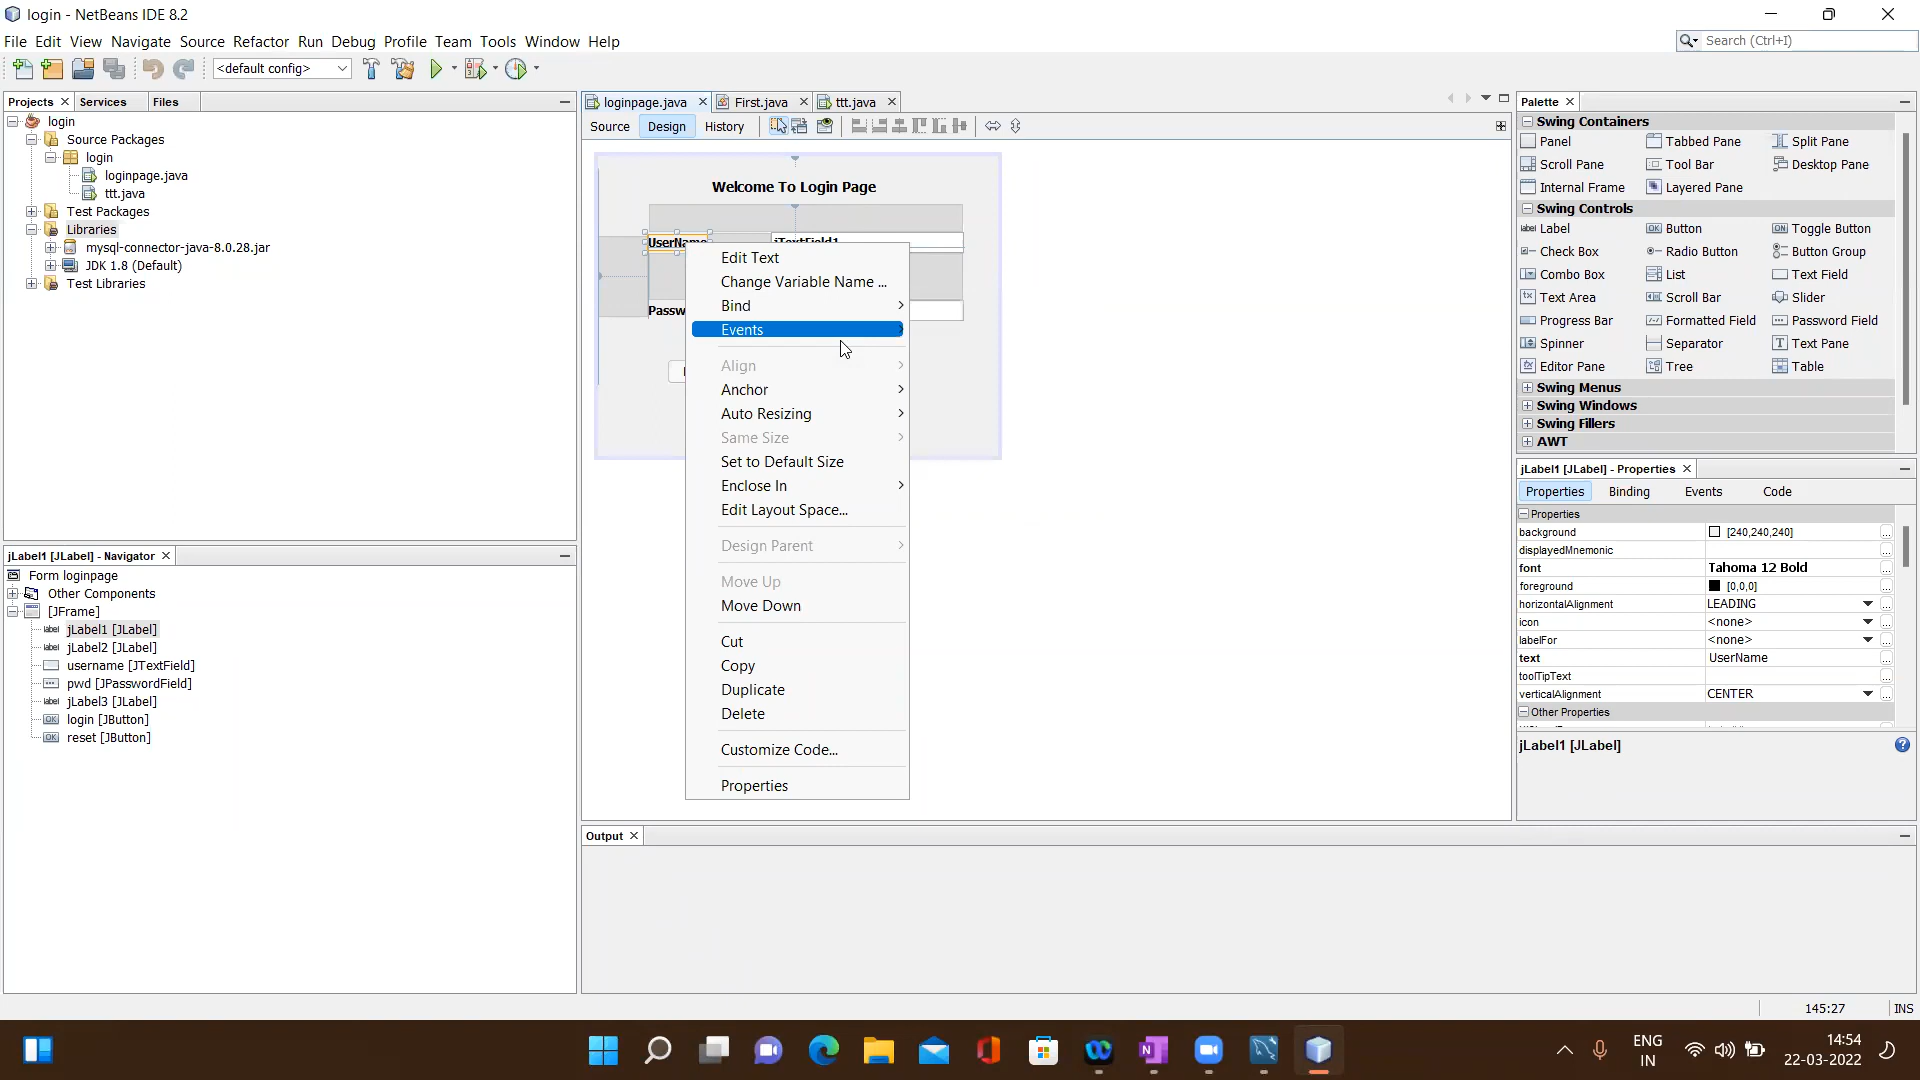 login - NetBeans IDE 8.2
File Edit View Navigate Source Refactor Run Debug Profile Team Tools Window Help
Search (Ctrl+I)
<default config>
Projects Services Files
login
Source Packages
login
loginpage.java
ttt.java
Test Packages
Libraries
mysql-connector-java-8.0.28.jar
JDK 1.8 (Default)
Test Libraries
jLabel1 [JLabel] - Navigator
Form loginpage
Other Components
[JFrame]
jLabel1 [JLabel]
jLabel2 [JLabel]
username [JTextField]
pwd [JPasswordField]
jLabel3 [JLabel]
login [JButton]
reset [JButton]
loginpage.java First.java ttt.java
Source Design History
Welcome To Login Page
UserName jTextField1
Passw
Edit Text
Change Variable Name ...
Bind
Events
Align
Anchor
Auto Resizing
Same Size
Set to Default Size
Enclose In
Edit Layout Space...
Design Parent
Move Up
Move Down
Cut
Copy
Duplicate
Delete
Customize Code...
Properties
Output
Palette
Swing Containers
Panel Tabbed Pane Split Pane
Scroll Pane Tool Bar Desktop Pane
Internal Frame Layered Pane
Swing Controls
label Label OK Button ON Toggle Button
Check Box Radio Button Button Group
Combo Box List Text Field
Text Area Scroll Bar Slider
Progress Bar Formatted Field Password Field
Spinner Separator Text Pane
Editor Pane Tree Table
Swing Menus
Swing Windows
Swing Fillers
AWT
jLabel1 [JLabel] - Properties
Properties Binding Events Code
Properties
background [240,240,240] ...
displayedMnemonic ...
font Tahoma 12 Bold ...
foreground [0,0,0] ...
horizontalAlignment LEADING ...
icon <none> ...
labelFor <none> ...
text UserName ...
toolTipText ...
verticalAlignment CENTER ...
Other Properties
jLabel1 [JLabel]
145:27 INS
ENG
IN
14:54
22-03-2022